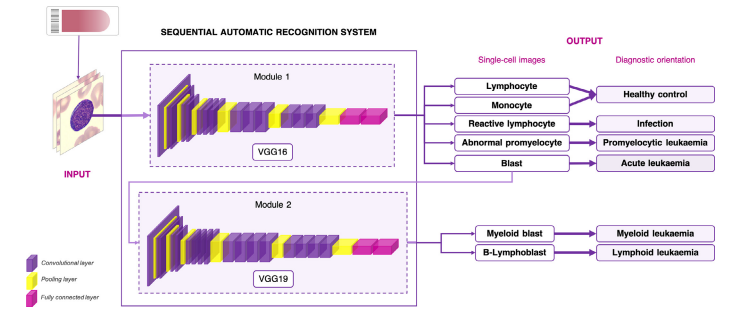 SEQUENTIAL AUTOMATIC RECOGNITION SYSTEM
OUTPUT
Single-cell images
Diagnostic orientation
Module 1
VGG16
INPUT
Lymphocyte
Monocyte
Healthy control
Reactive lymphocyte
Infection
Abnormal promyelocyte
Promyelocytic leukaemia
Blast
Acute leukaemia
Module 2
VGG19
Myeloid blast
Myeloid leukaemia
B-Lymphoblast
Lymphoid leukaemia
Convolutional layer
Pooling layer
Fully connected layer